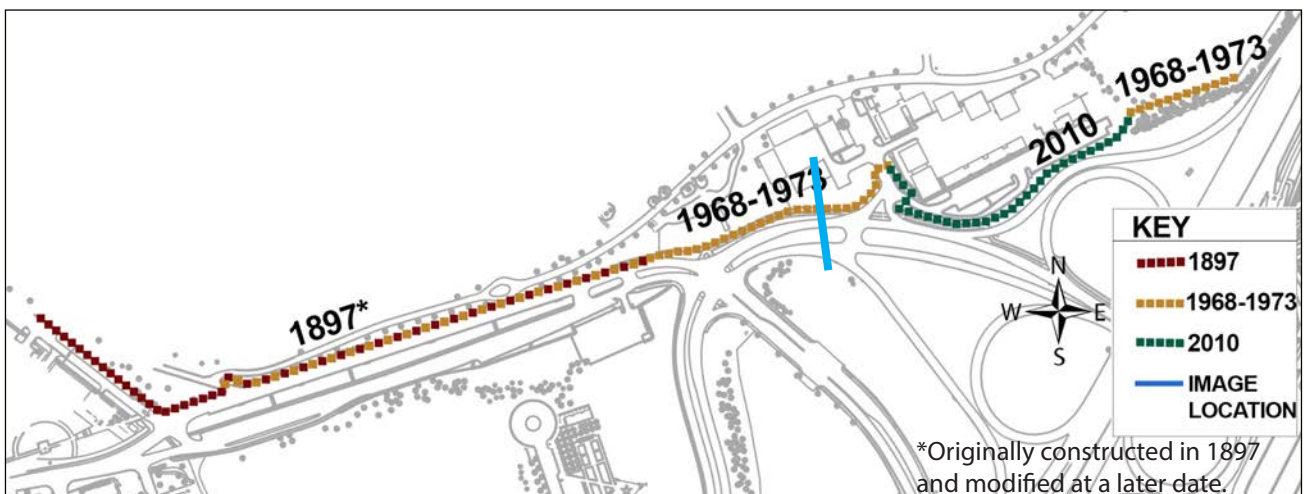 1968-1973
2010
1968-1973
1897*
KEY
1897
1968-1973
2010
IMAGE
LOCATION
N
W
E
S
*Originally constructed in 1897
and modified at a later date.